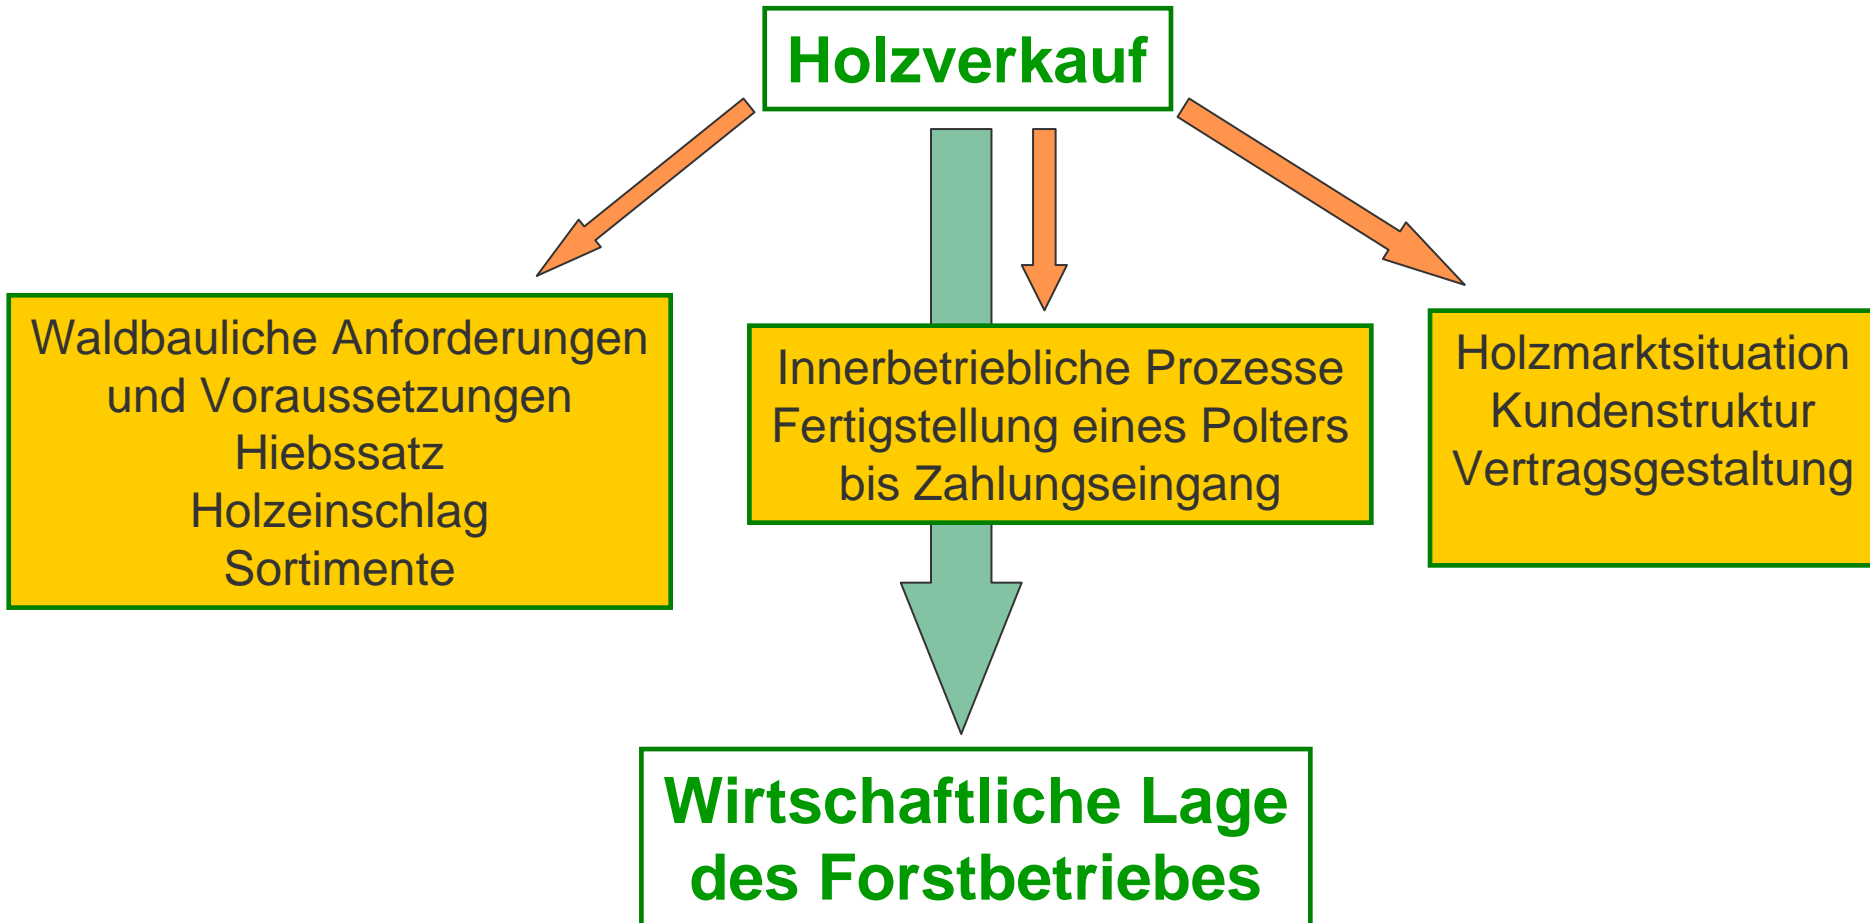 Holzverkauf
Waldbauliche Anforderungen
und Voraussetzungen
Hiebssatz
Holzeinschlag
Sortimente
Innerbetriebliche Prozesse
Fertigstellung eines Polters
bis Zahlungseingang
Holzmarktsituation
Kundenstruktur
Vertragsgestaltung
Wirtschaftliche Lage
des Forstbetriebes